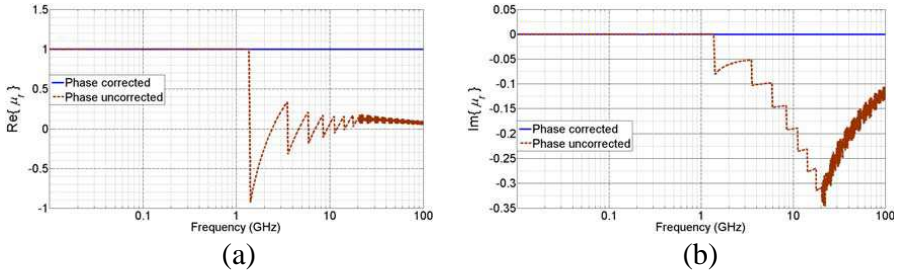 1.5
1
0.5
0
-0.5
-1
Re{ μr }
Phase corrected
Phase uncorrected
0.1
1
10
100
Frequency (GHz)
(a)
0.05
0
-0.05
-0.1
-0.15
-0.2
-0.25
-0.3
-0.35
Im{ μr }
Phase corrected
Phase uncorrected
0.1
1
10
100
Frequency (GHz)
(b)